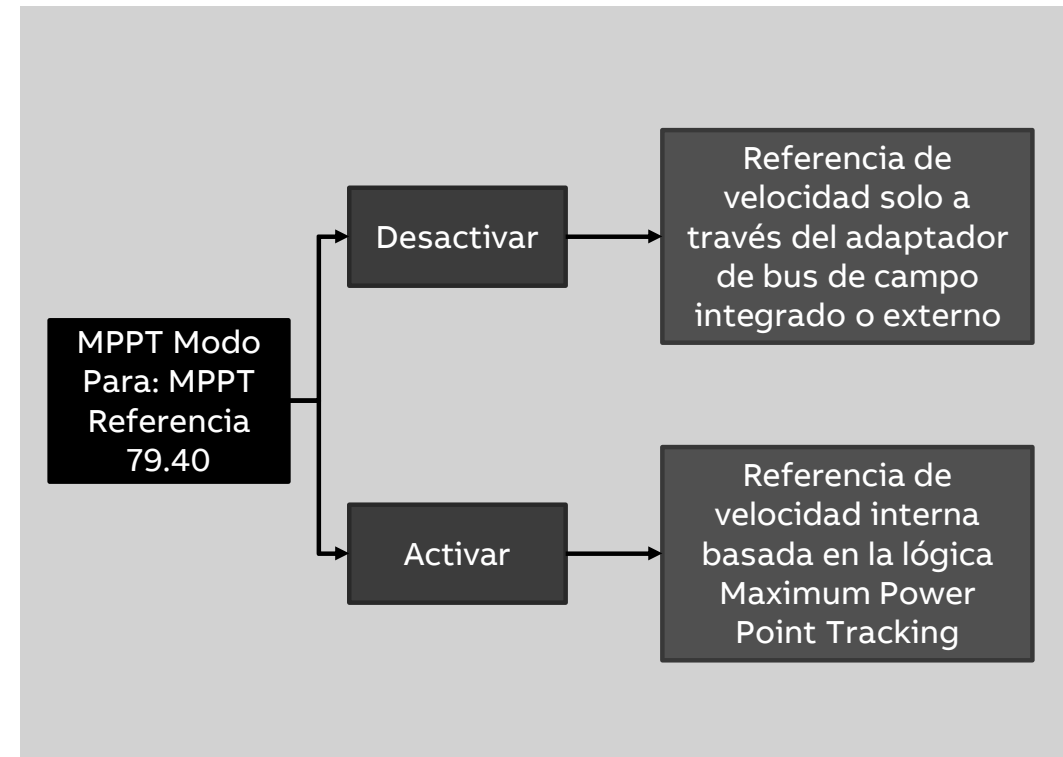 MPPT Modo
Para: MPPT
Referencia
79.40
Desactivar
Referencia de
velocidad solo a
través del adaptador
de bus de campo
integrado o externo
Activar
Referencia de
velocidad interna
basada en la lógica
Maximum Power
Point Tracking